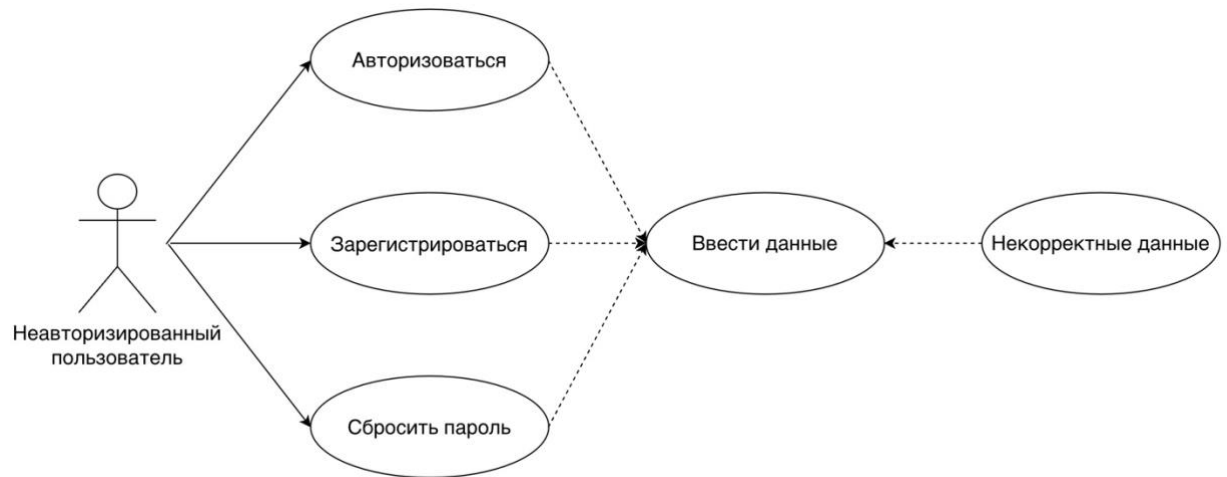 Авторизоваться
Зарегистрироваться
Ввести данные
Некорректные данные
Неавторизированный
пользователь
Сбросить пароль